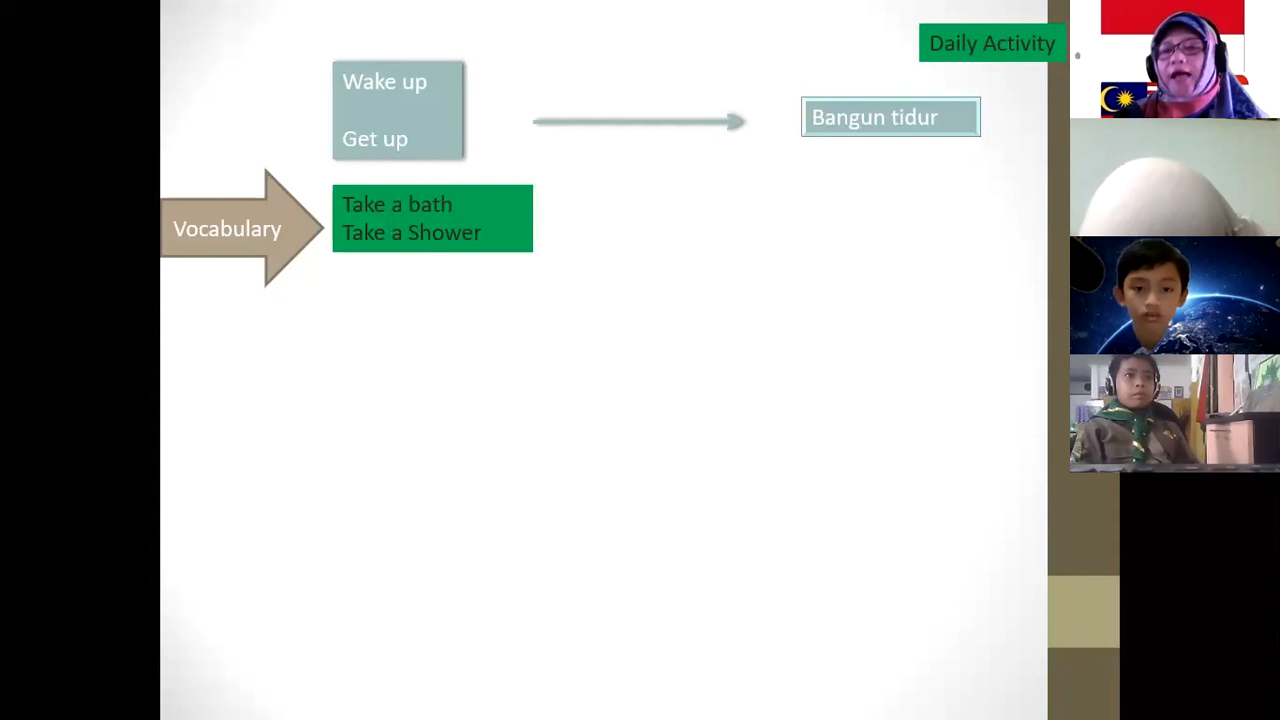 Daily Activity
Wake up
Get up
Bangun tidur
Take a bath
Take a Shower
Vocabulary